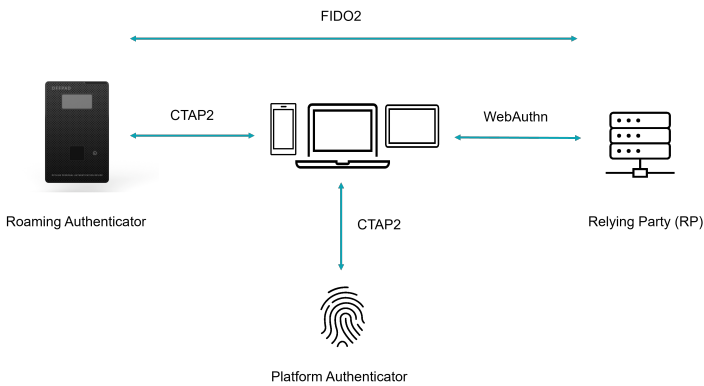 FIDO2
CTAP2
WebAuthn
Roaming Authenticator
Relying Party (RP)
CTAP2
Platform Authenticator